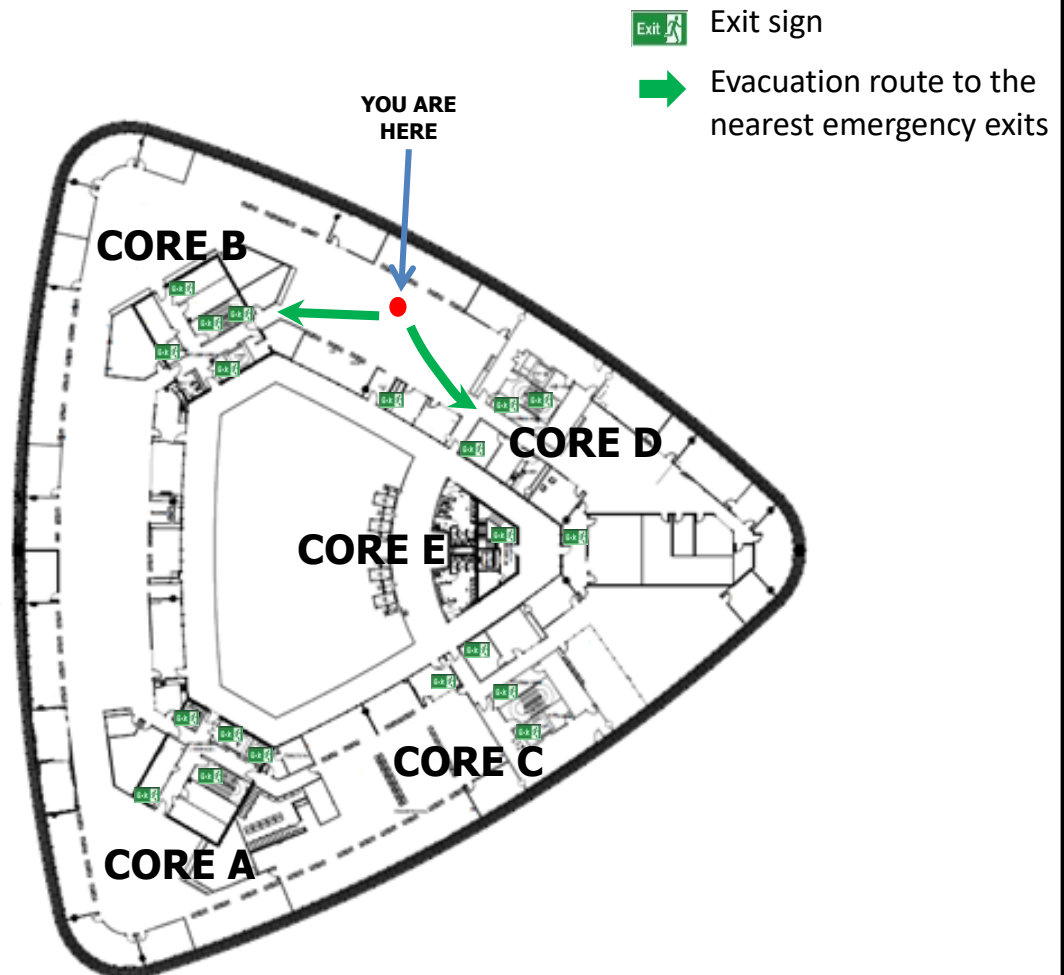 Exit
Exit sign
Evacuation route to the
nearest emergency exits
YOU ARE
HERE
CORE B
CORE D
CORE E
CORE C
CORE A